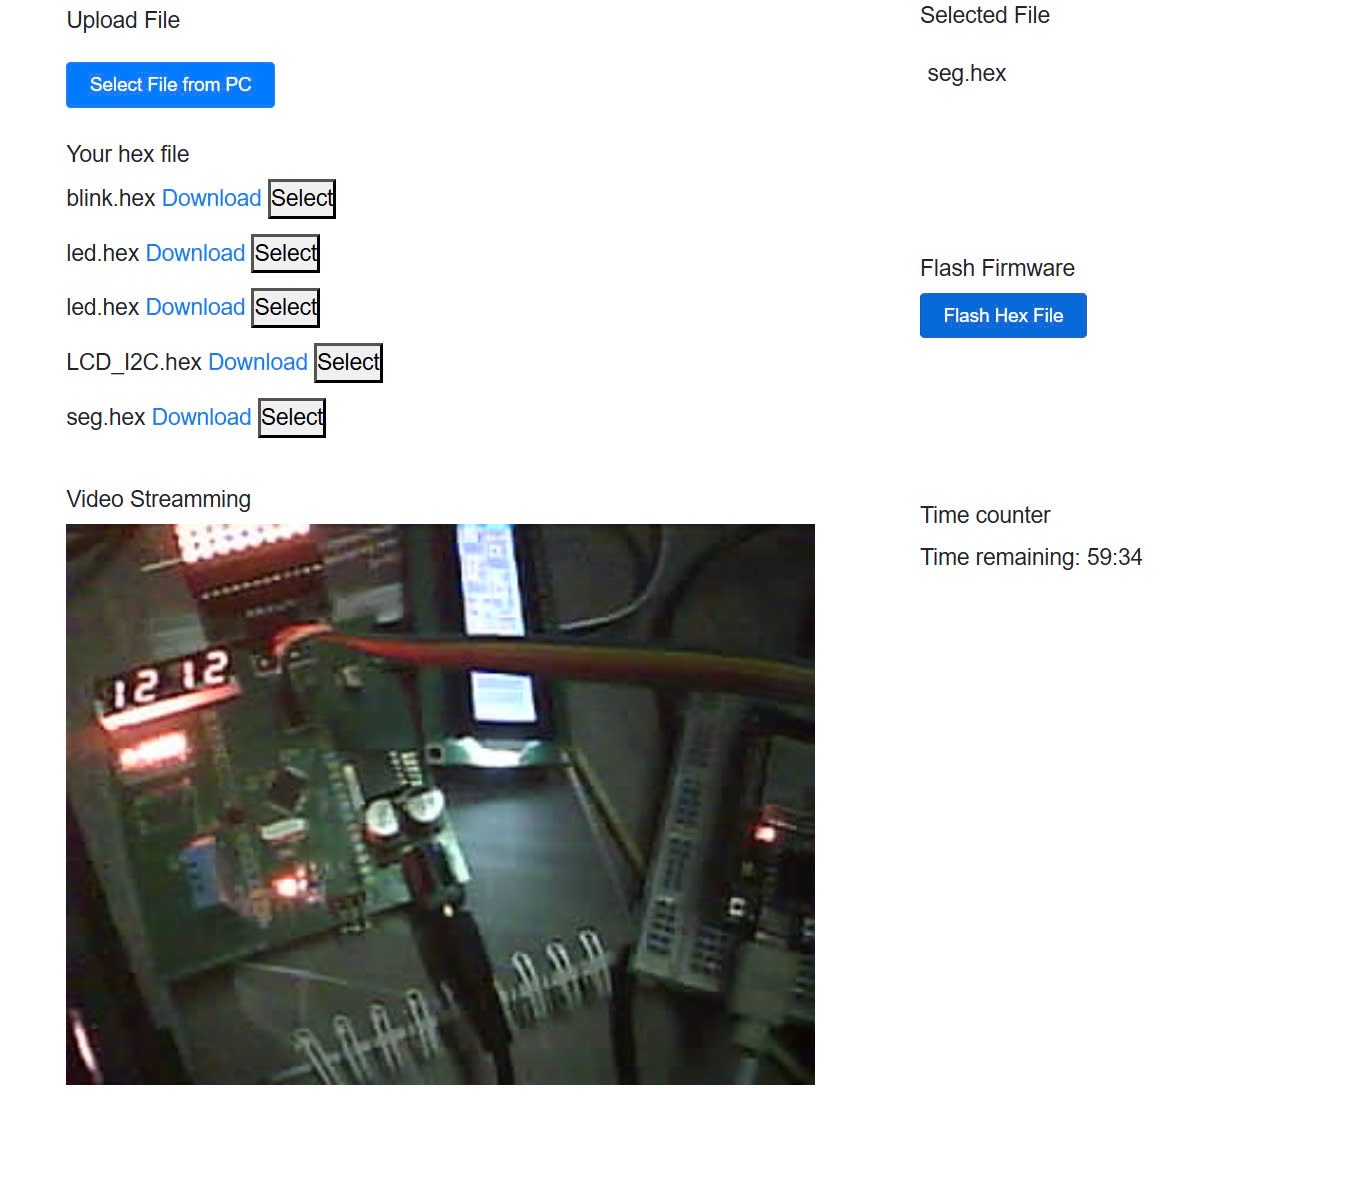 Upload File
Select File from PC
Your hex file
blink.hex Download Select
led.hex Download Select
led.hex Download Select
LCD_I2C.hex Download Select
seg.hex Download Select
Video Streamming
12 12
Selected File
seg.hex
Flash Firmware
Flash Hex File
Time counter
Time remaining: 59:34